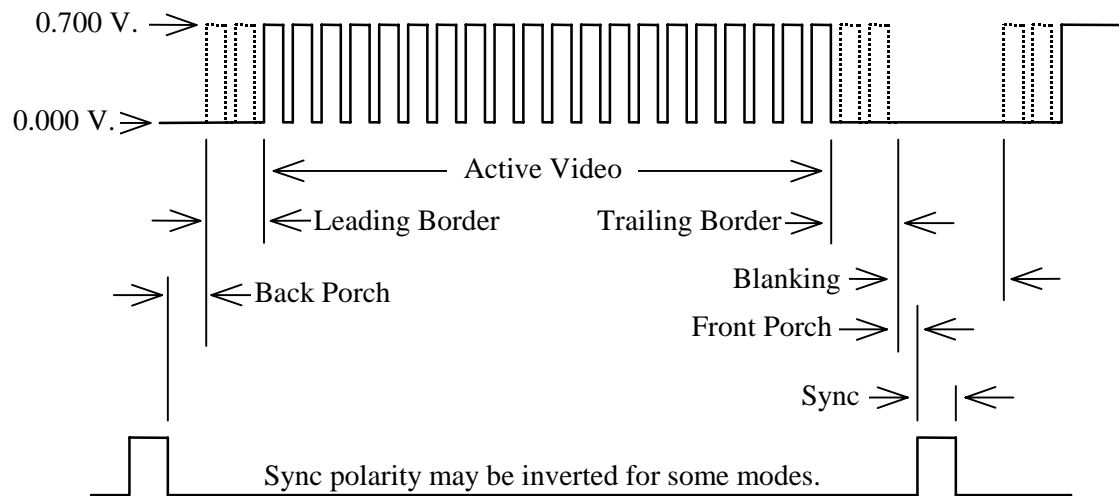 0.700 V.
0.000 V.
Active Video
Leading Border
Trailing Border
Back Porch
Blanking
Front Porch
Sync
Sync polarity may be inverted for some modes.